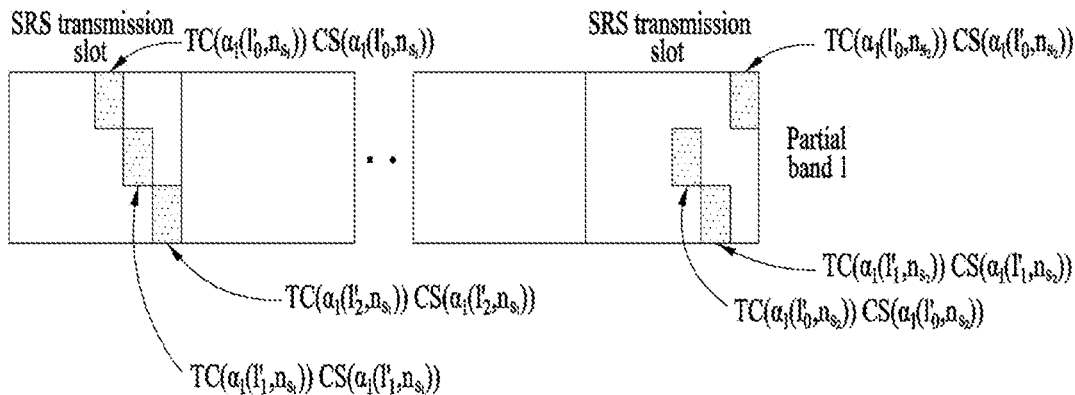 SRS transmission
slot
TC(α₁(l'₀,nₛ₁)) CS(α₁(l'₀,nₛ₁))
SRS transmission
slot
TC(α₁(l'₀,nₛ₂)) CS(α₁(l'₀,nₛ₂))
Partial
band 1
TC(α₁(l'₂,nₛ₁)) CS(α₁(l'₂,nₛ₁))
TC(α₁(l'₁,nₛ₁)) CS(α₁(l'₁,nₛ₁))
TC(α₁(l'₁,nₛ₂)) CS(α₁(l'₁,nₛ₂))
TC(α₁(l'₀,nₛ₂)) CS(α₁(l'₀,nₛ₂))